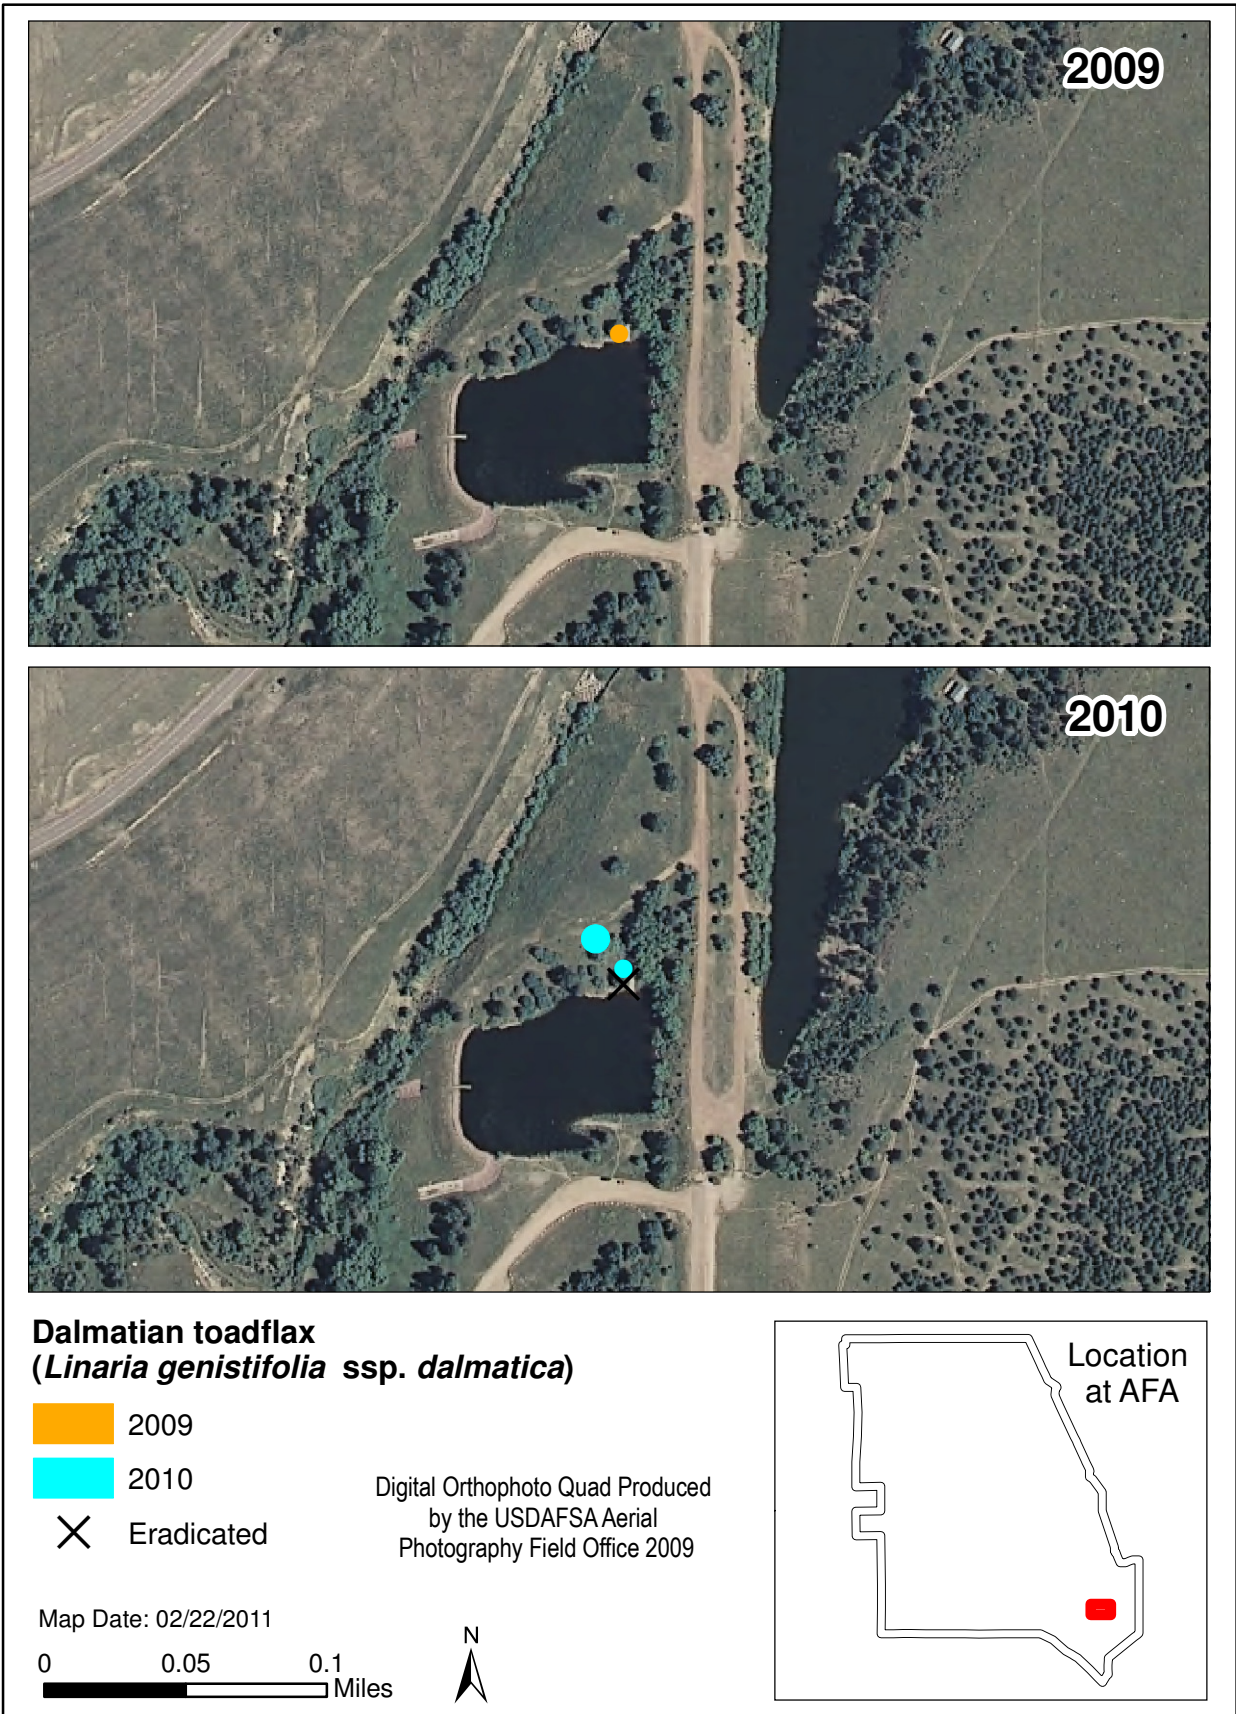 2009
2010
Dalmatian toadflax
(Linaria genistifolia ssp. dalmatica)
2009
2010
Eradicated
Digital Orthophoto Quad Produced
by the USDAFSA Aerial
Photography Field Office 2009
Map Date: 02/22/2011
0 0.05 0.1
Miles
N
Location
at AFA